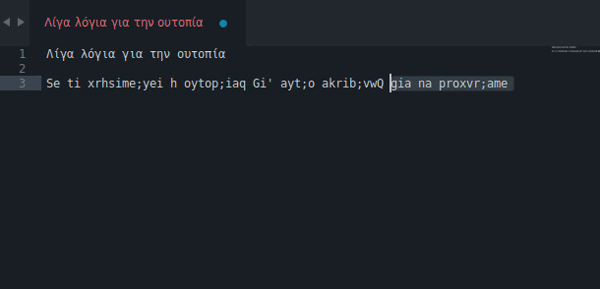 Λίγα λόγια για την ουτοπία
1 Λίγα λόγια για την ουτοπία
2
3 Se ti xrhsime;yei h oytop;iaq Gi' ayt;o akrib;vwQ gia na proxvr;ame